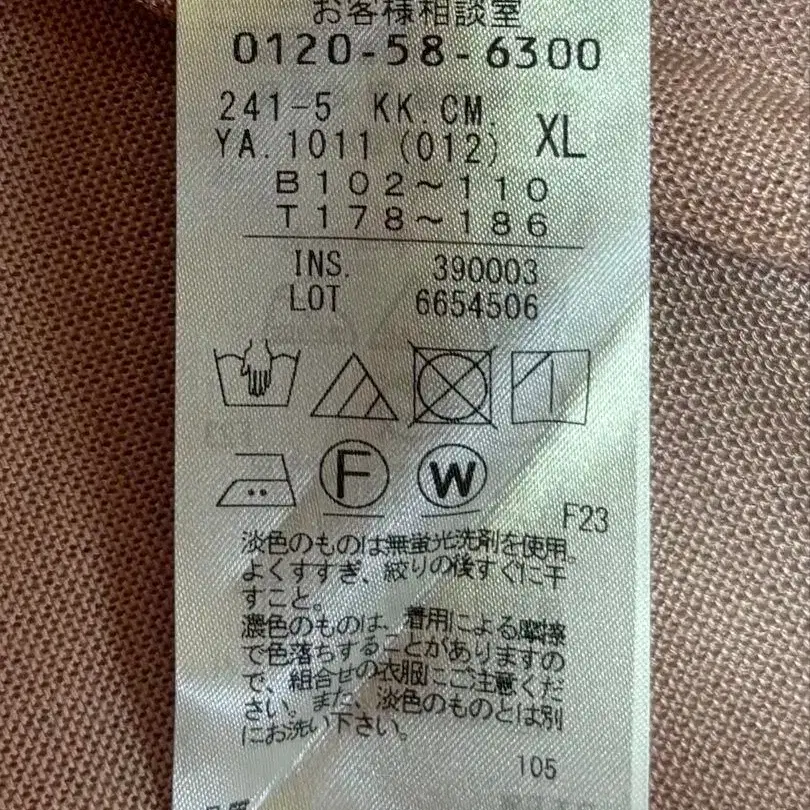 お客様相談室
0120-58-6300
241-5 KK.CM.
YA.1011 (012) XL
B102~110
T178~186
INS. 390003
LOT 6654506
F W
F23
淡色のものは無蛍光洗剤を使用。
よくすすぎ、絞りの後すぐに干
すこと。
濃色のものは、着用による摩擦
で色落ちすることがありますの
で、組合せの衣服にご注意くだ
さい。また、淡色のものとは別
にお洗い下さい。
105